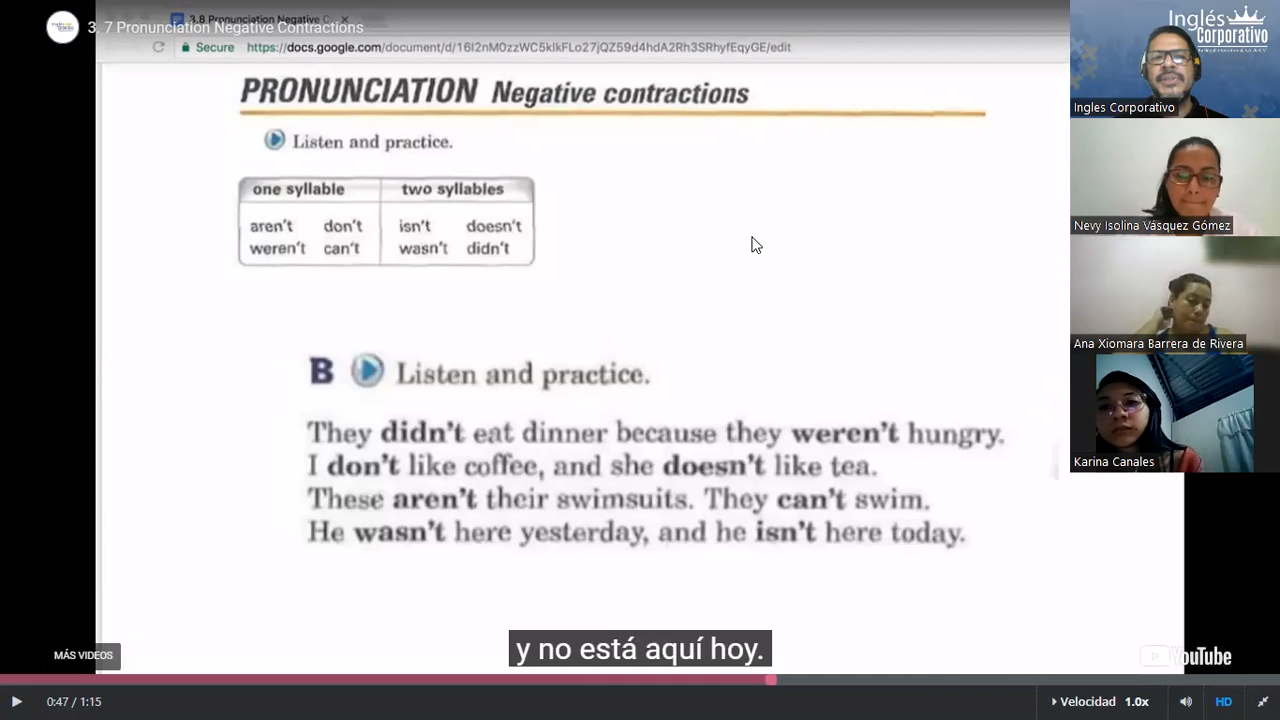 3.8 Pronunciation Negative C
3. 7 Pronunciation Negative Contractions
Secure https://docs.google.com/document/d/16I2nM0zzWC5kIkFLo27jQZ59d4hdA2Rh3SRhyfEqyGE/edit
PRONUNCIATION Negative contractions
Listen and practice.
one syllable two syllables
aren't don't isn't doesn't
weren't can't wasn't didn't
B Listen and practice.
They didn't eat dinner because they weren't hungry.
I don't like coffee, and she doesn't like tea.
These aren't their swimsuits. They can't swim.
He wasn't here yesterday, and he isn't here today.
y no está aquí hoy.
MÁS VIDEOS
YouTube
0:47 / 1:15
Velocidad 1.0x
HD
Inglés
Corporativo
Ingles Corporativo
Nevy Isolina Vásquez Gómez
Ana Xiomara Barrera de Rivera
Karina Canales